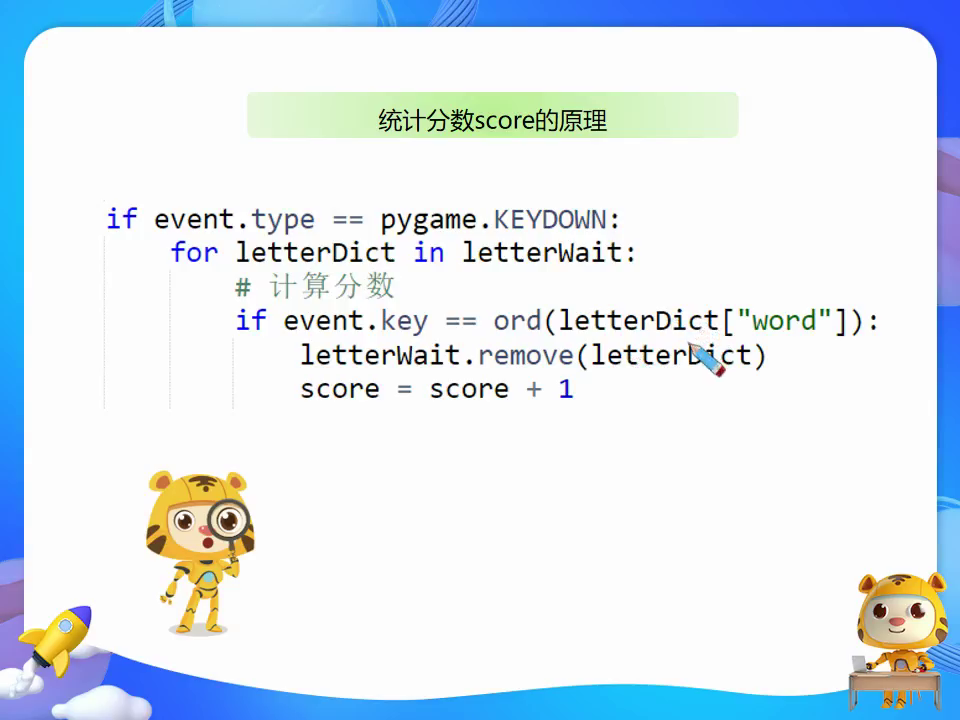 统计分数score的原理
if event.type == pygame.KEYDOWN:
for letterDict in letterWait:
# 计算分数
if event.key == ord(letterDict["word"]):
letterWait.remove(letterDict)
score = score + 1